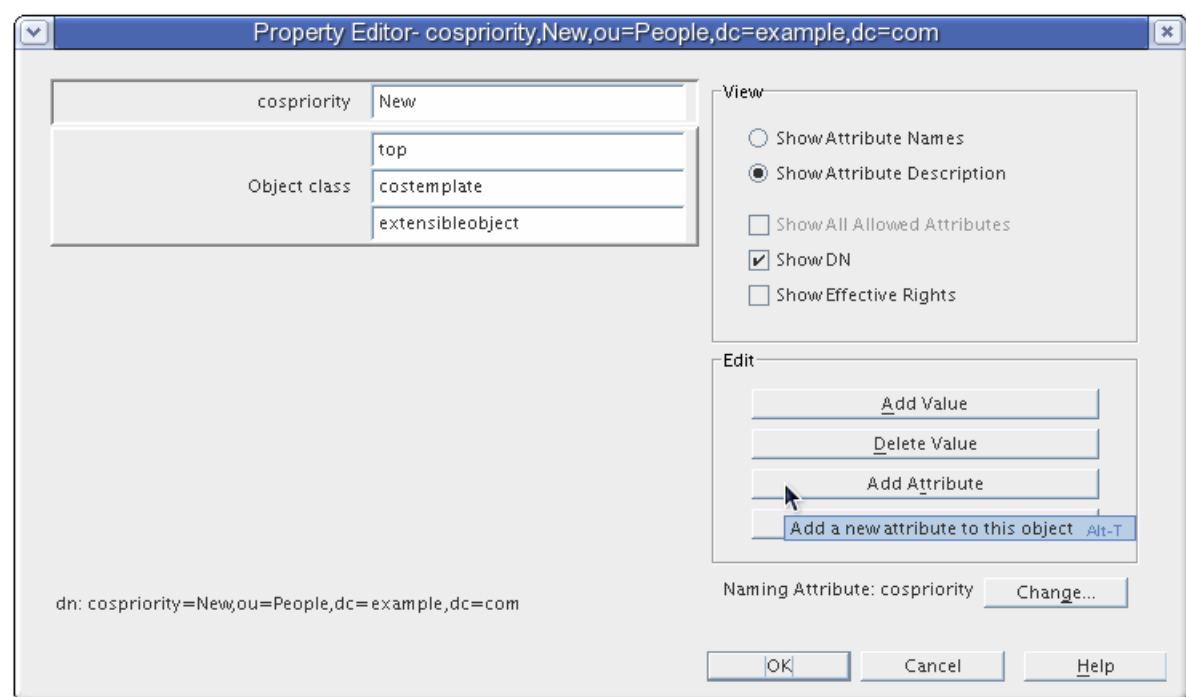 Property Editor- cospriority,New,ou=People,dc=example,dc=com
cospriority New
top
Object class costemplate
extensibleobject
View
Show Attribute Names
Show Attribute Description
Show All Allowed Attributes
Show DN
Show Effective Rights
Edit
Add Value
Delete Value
Add Attribute
Add a new attribute to this object Alt-T
Naming Attribute: cospriority Change...
dn: cospriority=New,ou=People,dc=example,dc=com
OK Cancel Help